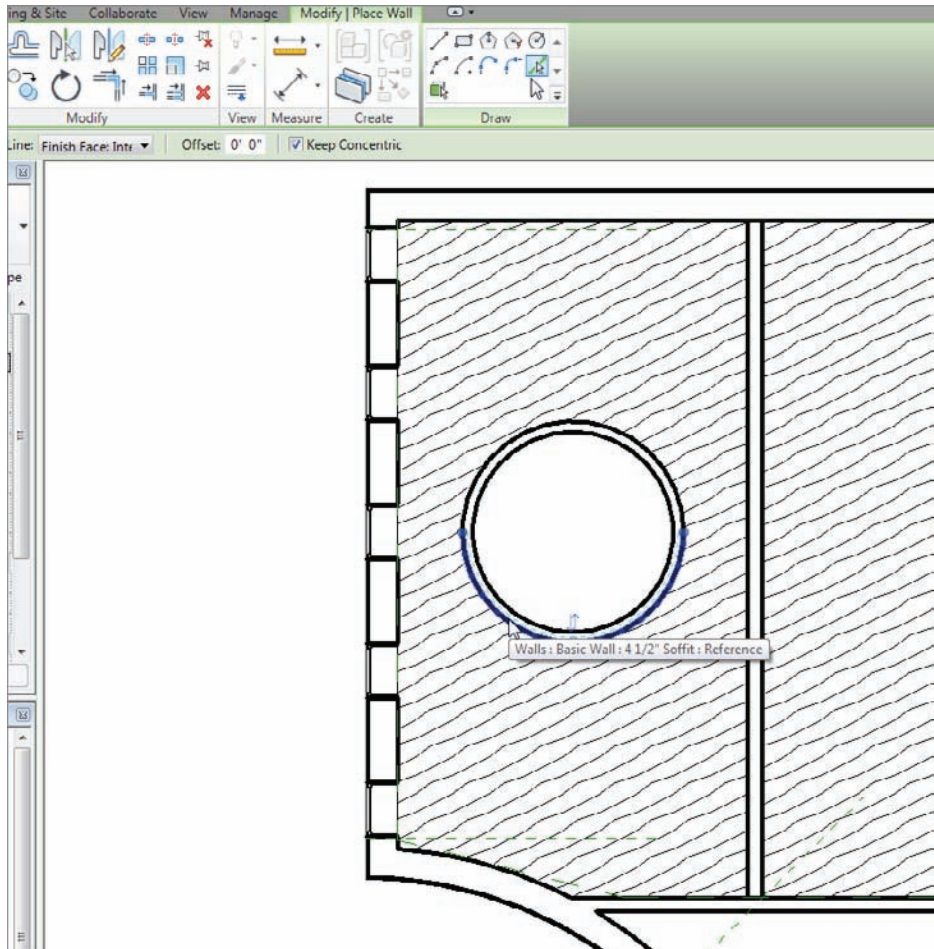 ing & Site Collaborate View Manage Modify | Place Wall
Modify View Measure Create Draw
Line: Finish Face: Inte Offset: 0' 0" Keep Concentric
pe
Walls : Basic Wall : 4 1/2" Soffit : Reference